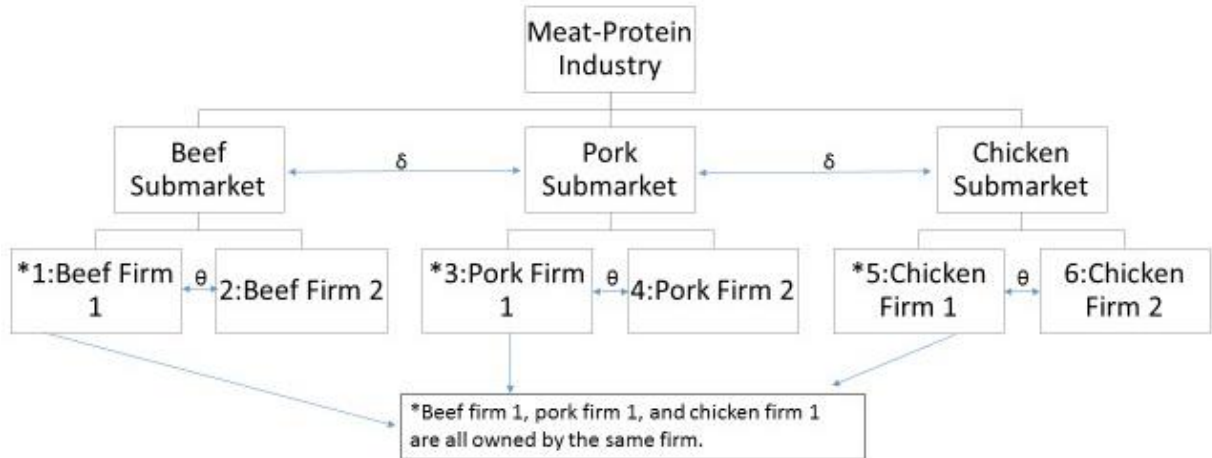 Meat-Protein
Industry
Beef
Submarket
δ
Pork
Submarket
δ
Chicken
Submarket
*1:Beef Firm
1
θ
2:Beef Firm 2
*3:Pork Firm
1
θ
4:Pork Firm 2
*5:Chicken
Firm 1
θ
6:Chicken
Firm 2
*Beef firm 1, pork firm 1, and chicken firm 1
are all owned by the same firm.